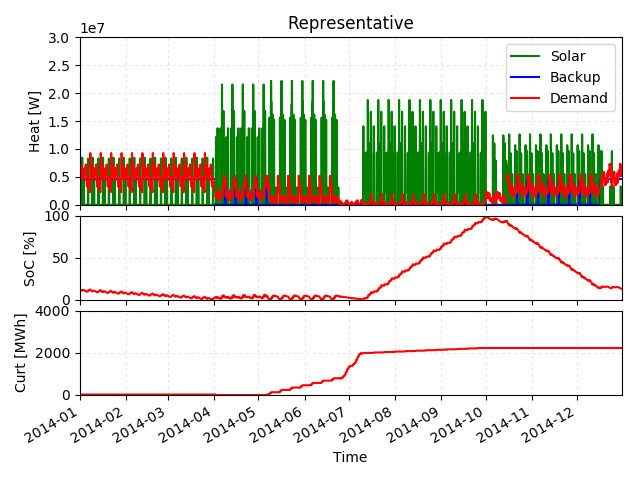 Representative
1e7
3.0
2.5
2.0
1.5
1.0
0.5
0.0
Heat [W]
Solar
Backup
Demand
100
50
0
SoC [%]
4000
2000
0
Curt [MWh]
2014-01
2014-02
2014-03
2014-04
2014-05
2014-06
2014-07
2014-08
2014-09
2014-10
2014-11
2014-12
Time